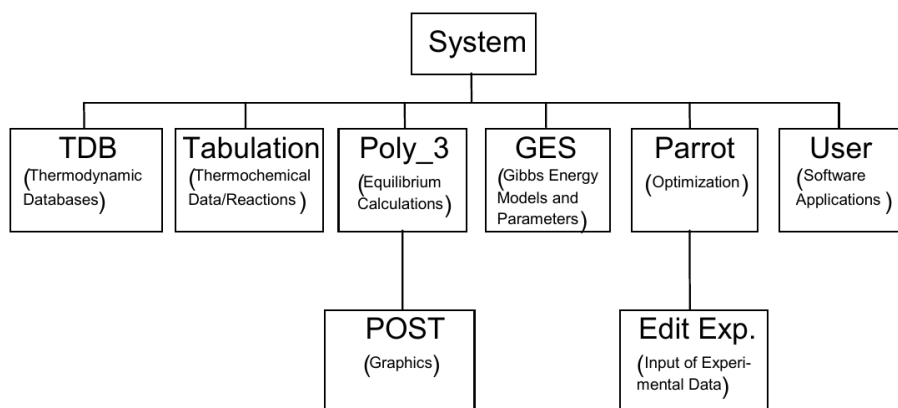 System
TDB
(Thermodynamic
Databases)
Tabulation
(Thermochemical
Data/Reactions)
Poly_3
(Equilibrium
Calculations)
GES
(Gibbs Energy
Models and
Parameters)
Parrot
(Optimization)
User
(Software
Applications)
POST
(Graphics)
Edit Exp.
(Input of Experi-
mental Data)